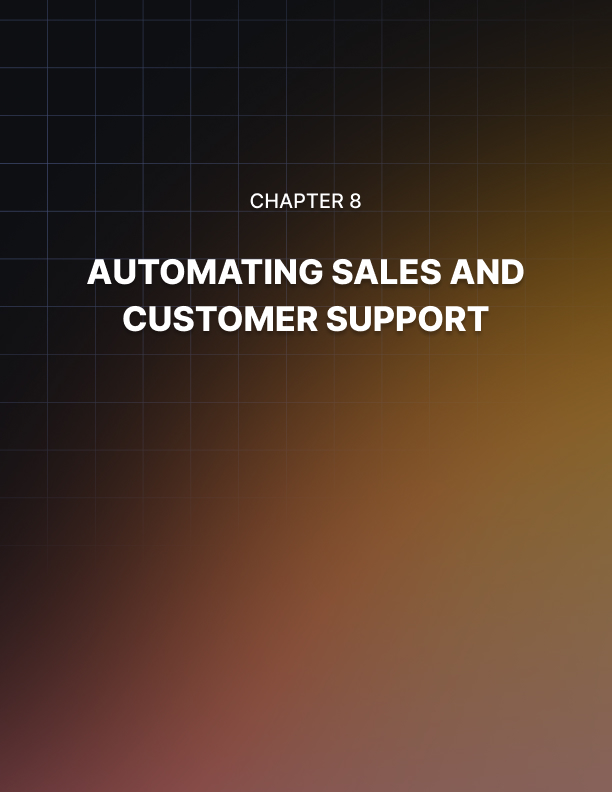 CHAPTER 8
AUTOMATING SALES AND
CUSTOMER SUPPORT